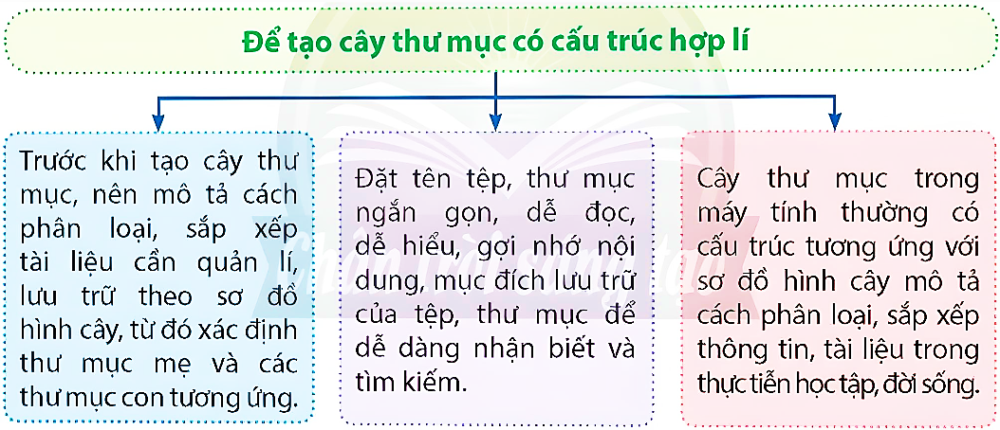 Để tạo cây thư mục có cấu trúc hợp lí
Trước khi tạo cây thư
mục, nên mô tả cách
phân loại, sắp xếp
tài liệu cần quản lí,
lưu trữ theo sơ đồ
hình cây, từ đó xác định
thư mục mẹ và các
thư mục con tương ứng.
Đặt tên tệp, thư mục
ngắn gọn, dễ đọc,
dễ hiểu, gợi nhớ nội
dung, mục đích lưu trữ
của tệp, thư mục để
dễ dàng nhận biết và
tìm kiếm.
Cây thư mục trong
máy tính thường có
cấu trúc tương ứng với
sơ đồ hình cây mô tả
cách phân loại, sắp xếp
thông tin, tài liệu trong
thực tiễn học tập, đời sống.
Chân trời sáng tạo